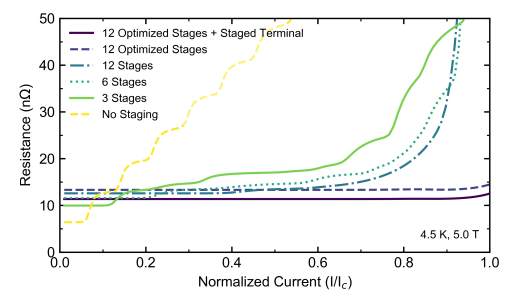 50
40
30
20
10
0
Resistance (nΩ)
12 Optimized Stages + Staged Terminal
12 Optimized Stages
12 Stages
6 Stages
3 Stages
No Staging
4.5 K, 5.0 T
0.0 0.2 0.4 0.6 0.8 1.0
Normalized Current (I/I_c)